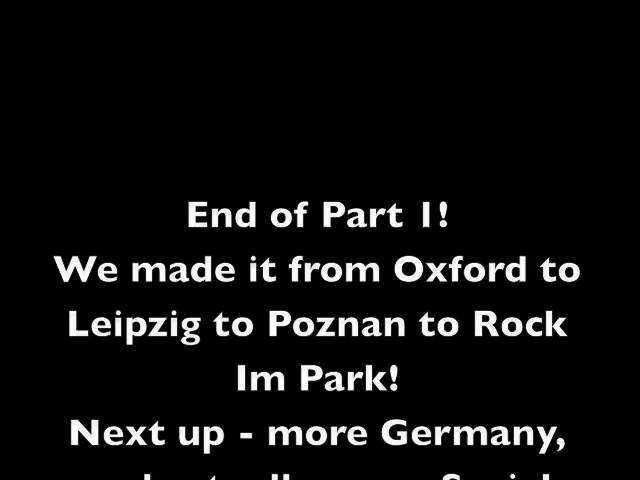 End of Part 1!
We made it from Oxford to
Leipzig to Poznan to Rock
Im Park!
Next up - more Germany,